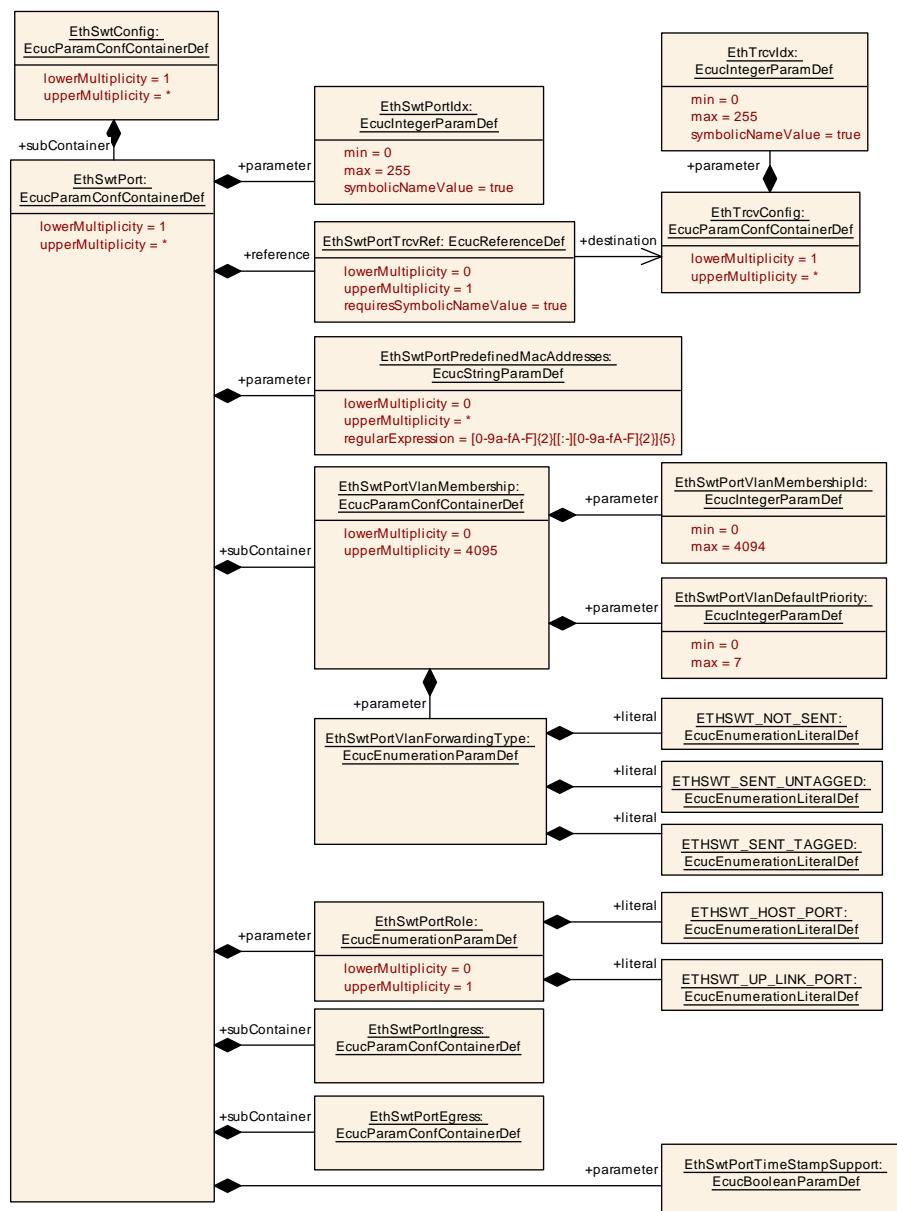 EthSwtConfig:
EcucParamConfContainerDef
lowerMultiplicity = 1
upperMultiplicity = *
+subContainer
EthSwtPort:
EcucParamConfContainerDef
lowerMultiplicity = 1
upperMultiplicity = *
+parameter
EthSwtPortIdx:
EcucIntegerParamDef
min = 0
max = 255
symbolicNameValue = true
EthTrcvIdx:
EcucIntegerParamDef
min = 0
max = 255
symbolicNameValue = true
+parameter
EthTrcvConfig:
EcucParamConfContainerDef
lowerMultiplicity = 1
upperMultiplicity = *
+reference
EthSwtPortTrcvRef: EcucReferenceDef
lowerMultiplicity = 0
upperMultiplicity = 1
requiresSymbolicNameValue = true
+destination
+parameter
EthSwtPortPredefinedMacAddresses:
EcucStringParamDef
lowerMultiplicity = 0
upperMultiplicity = *
regularExpression = [0-9a-fA-F]{2}[[:-][0-9a-fA-F]{2}]{5}
+subContainer
EthSwtPortVlanMembership:
EcucParamConfContainerDef
lowerMultiplicity = 0
upperMultiplicity = 4095
+parameter
EthSwtPortVlanMembershipId:
EcucIntegerParamDef
min = 0
max = 4094
+parameter
EthSwtPortVlanDefaultPriority:
EcucIntegerParamDef
min = 0
max = 7
+parameter
EthSwtPortVlanForwardingType:
EcucEnumerationParamDef
+literal
ETHSWT_NOT_SENT:
EcucEnumerationLiteralDef
+literal
ETHSWT_SENT_UNTAGGED:
EcucEnumerationLiteralDef
+literal
ETHSWT_SENT_TAGGED:
EcucEnumerationLiteralDef
+parameter
EthSwtPortRole:
EcucEnumerationParamDef
lowerMultiplicity = 0
upperMultiplicity = 1
+literal
ETHSWT_HOST_PORT:
EcucEnumerationLiteralDef
+literal
ETHSWT_UP_LINK_PORT:
EcucEnumerationLiteralDef
+subContainer
EthSwtPortIngress:
EcucParamConfContainerDef
+subContainer
EthSwtPortEgress:
EcucParamConfContainerDef
+parameter
EthSwtPortTimeStampSupport:
EcucBooleanParamDef